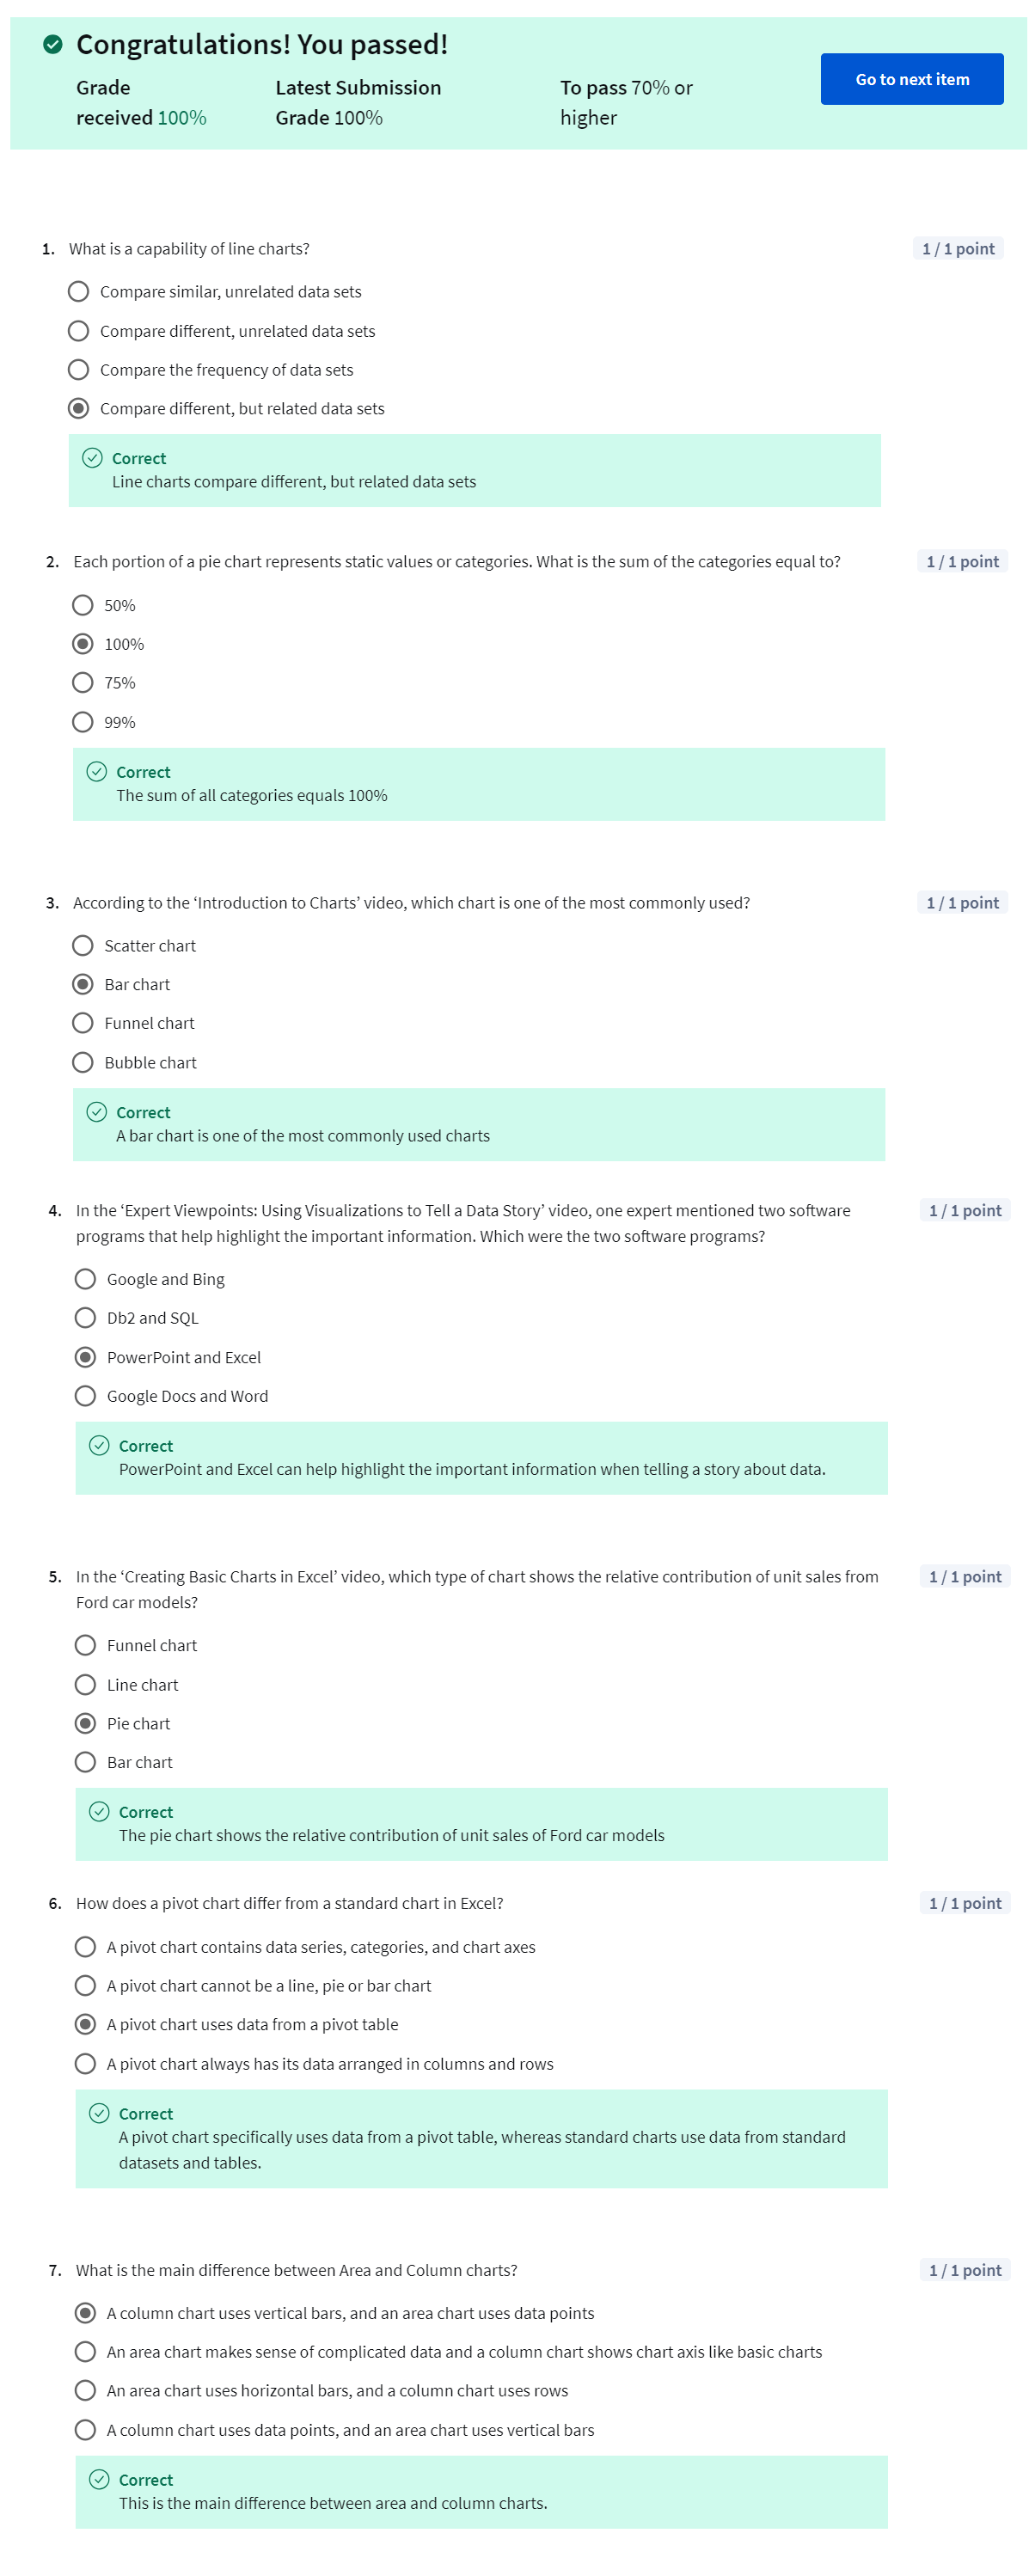 Congratulations! You passed!
Grade received 100%
Latest Submission Grade 100%
To pass 70% or higher
Go to next item
1. What is a capability of line charts?
1 / 1 point
Compare similar, unrelated data sets
Compare different, unrelated data sets
Compare the frequency of data sets
Compare different, but related data sets
Correct
Line charts compare different, but related data sets
2. Each portion of a pie chart represents static values or categories. What is the sum of the categories equal to?
1 / 1 point
50%
100%
75%
99%
Correct
The sum of all categories equals 100%
3. According to the ‘Introduction to Charts’ video, which chart is one of the most commonly used?
1 / 1 point
Scatter chart
Bar chart
Funnel chart
Bubble chart
Correct
A bar chart is one of the most commonly used charts
4. In the ‘Expert Viewpoints: Using Visualizations to Tell a Data Story’ video, one expert mentioned two software
programs that help highlight the important information. Which were the two software programs?
1 / 1 point
Google and Bing
Db2 and SQL
PowerPoint and Excel
Google Docs and Word
Correct
PowerPoint and Excel can help highlight the important information when telling a story about data.
5. In the ‘Creating Basic Charts in Excel’ video, which type of chart shows the relative contribution of unit sales from
Ford car models?
1 / 1 point
Funnel chart
Line chart
Pie chart
Bar chart
Correct
The pie chart shows the relative contribution of unit sales of Ford car models
6. How does a pivot chart differ from a standard chart in Excel?
1 / 1 point
A pivot chart contains data series, categories, and chart axes
A pivot chart cannot be a line, pie or bar chart
A pivot chart uses data from a pivot table
A pivot chart always has its data arranged in columns and rows
Correct
A pivot chart specifically uses data from a pivot table, whereas standard charts use data from standard
datasets and tables.
7. What is the main difference between Area and Column charts?
1 / 1 point
A column chart uses vertical bars, and an area chart uses data points
An area chart makes sense of complicated data and a column chart shows chart axis like basic charts
An area chart uses horizontal bars, and a column chart uses rows
A column chart uses data points, and an area chart uses vertical bars
Correct
This is the main difference between area and column charts.